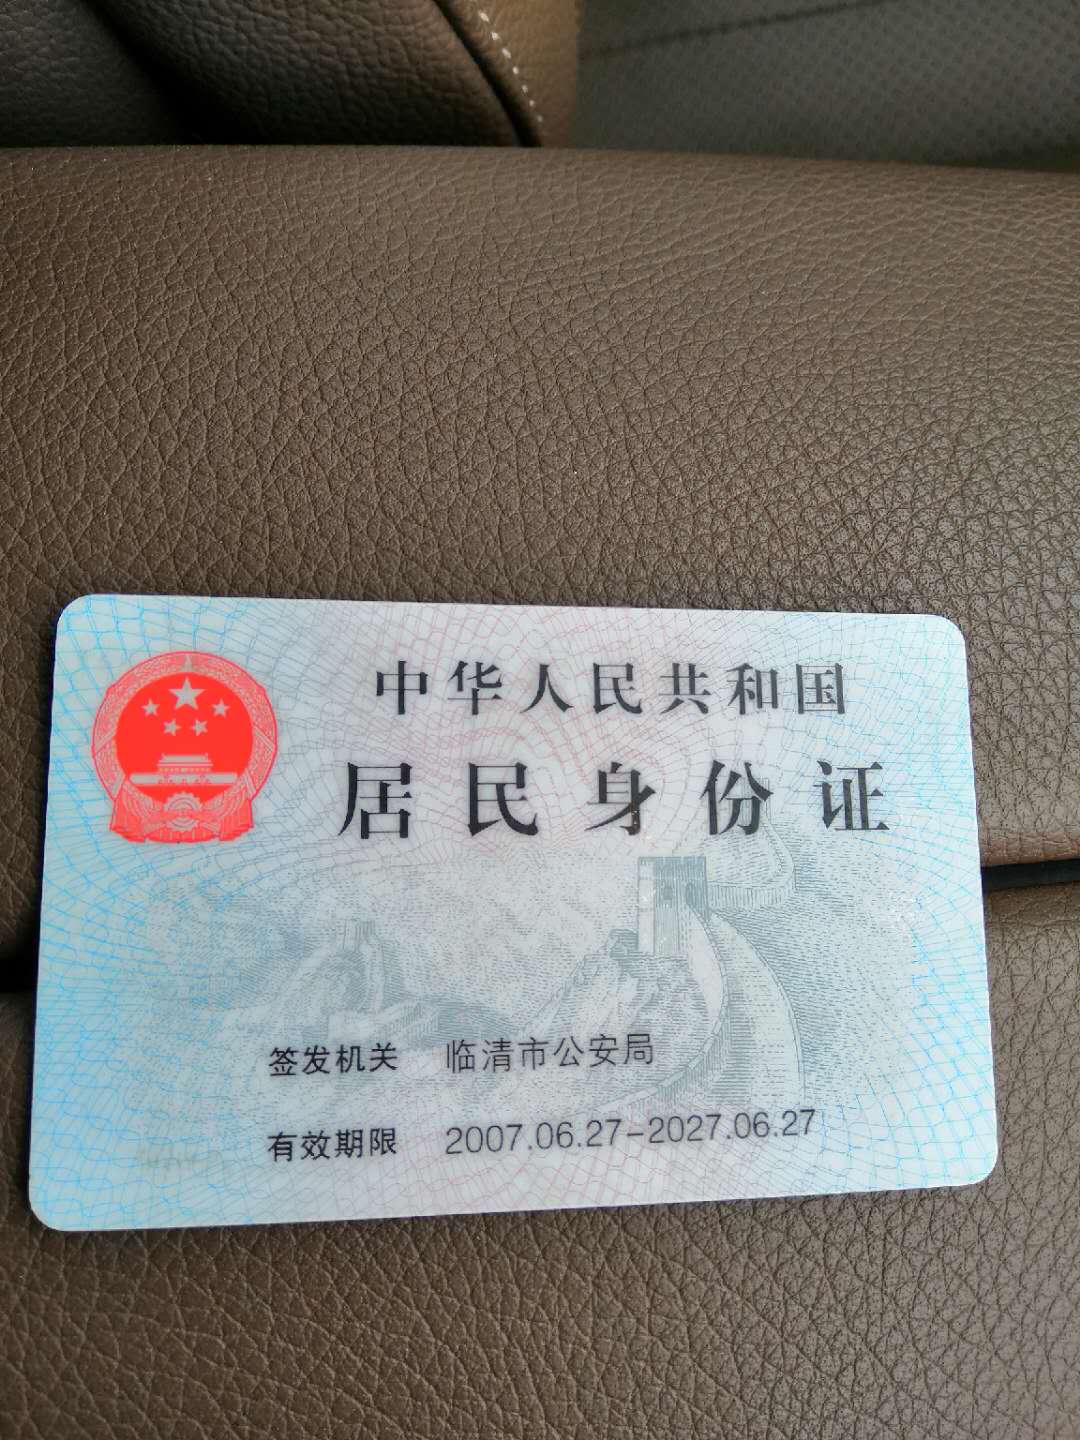 中华人民共和国
居民身份证
签发机关 临清市公安局
有效期限 2007.06.27-2027.06.27